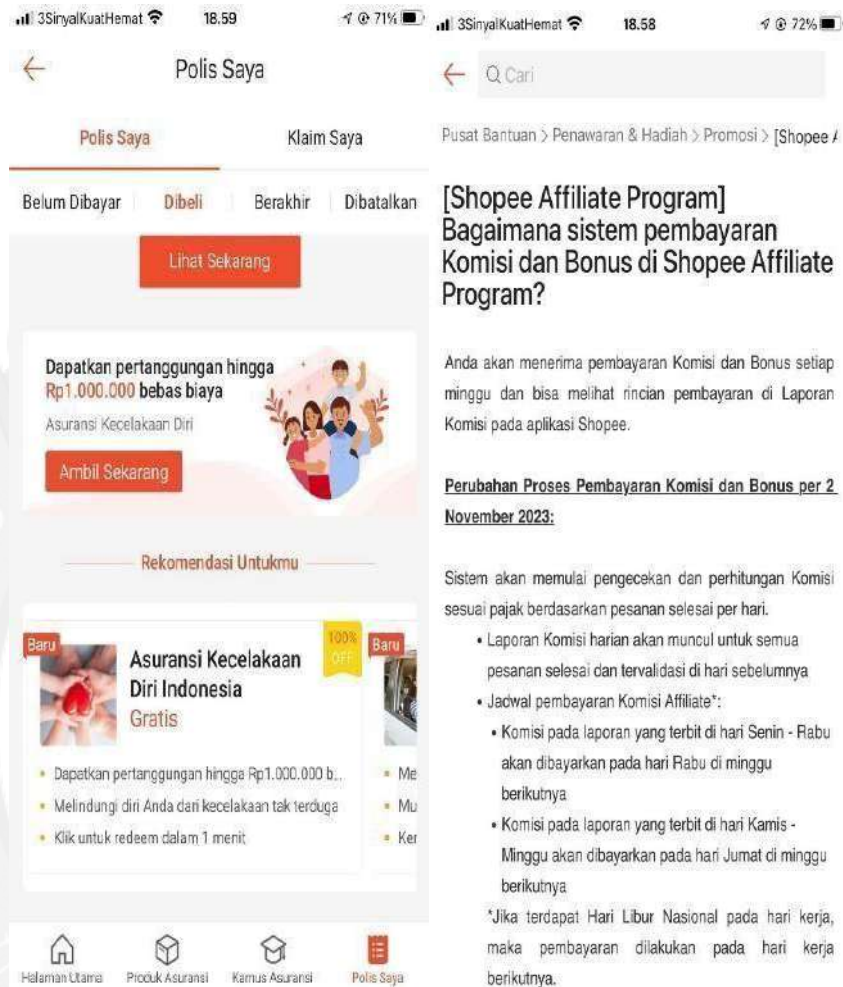 3SinyalKuatHemat 18.59 71%
Polis Saya
Polis Saya Klaim Saya
Belum Dibayar Dibeli Berakhir Dibatalkan
Lihat Sekarang
Dapatkan pertanggungan hingga
Rp1.000.000 bebas biaya
Asuransi Kecelakaan Diri
Ambil Sekarang
Rekomendasi Untukmu
Baru
100%
OFF
Asuransi Kecelakaan
Diri Indonesia
Gratis
• Dapatkan pertanggungan hingga Rp1.000.000 b...
• Melindungi diri Anda dari kecelakaan tak terduga
• Klik untuk redeem dalam 1 menit
Baru
• Me
• Mu
• Ker
Halaman Utama Produk Asuransi Kamus Asuransi Polis Saya
3SinyalKuatHemat 18.58 72%
Cari
Pusat Bantuan > Penawaran & Hadiah > Promosi > [Shopee A
[Shopee Affiliate Program]
Bagaimana sistem pembayaran
Komisi dan Bonus di Shopee Affiliate
Program?
Anda akan menerima pembayaran Komisi dan Bonus setiap
minggu dan bisa melihat rincian pembayaran di Laporan
Komisi pada aplikasi Shopee.
Perubahan Proses Pembayaran Komisi dan Bonus per 2
November 2023:
Sistem akan memulai pengecekan dan perhitungan Komisi
sesuai pajak berdasarkan pesanan selesai per hari.
• Laporan Komisi harian akan muncul untuk semua
pesanan selesai dan tervalidasi di hari sebelumnya
• Jadwal pembayaran Komisi Affiliate*:
• Komisi pada laporan yang terbit di hari Senin - Rabu
akan dibayarkan pada hari Rabu di minggu
berikutnya
• Komisi pada laporan yang terbit di hari Kamis -
Minggu akan dibayarkan pada hari Jumat di minggu
berikutnya
*Jika terdapat Hari Libur Nasional pada hari kerja,
maka pembayaran dilakukan pada hari kerja
berikutnya.